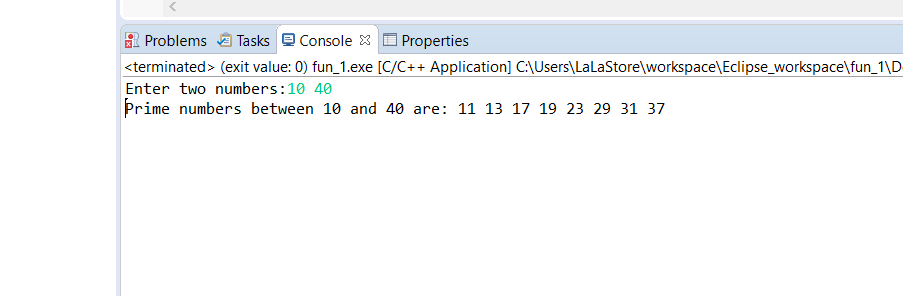 Problems Tasks Console Properties
<terminated> (exit value: 0) fun_1.exe [C/C++ Application] C:\Users\LaLaStore\workspace\Eclipse_workspace\fun_1\D
Enter two numbers:10 40
Prime numbers between 10 and 40 are: 11 13 17 19 23 29 31 37